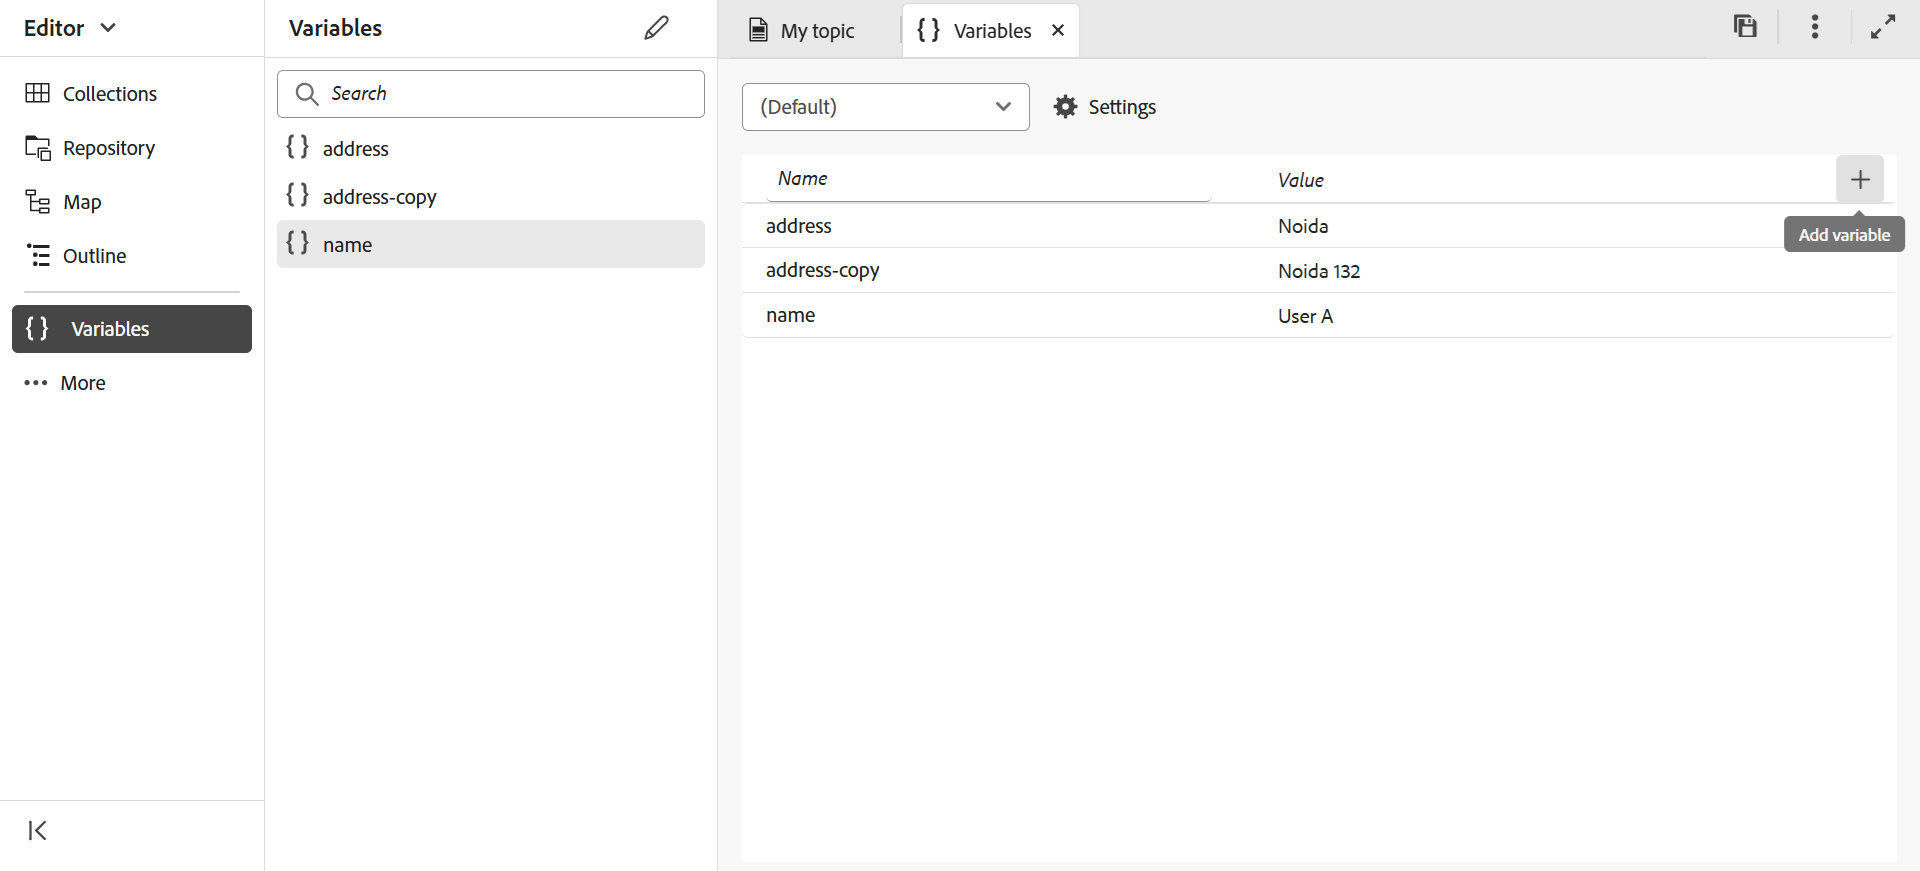 Editor
Collections
Repository
Map
Outline
Variables
More
Variables
Search
address
address-copy
name
My topic
Variables
(Default)
Settings
Name Value
address Noida
Add variable
address-copy Noida 132
name User A